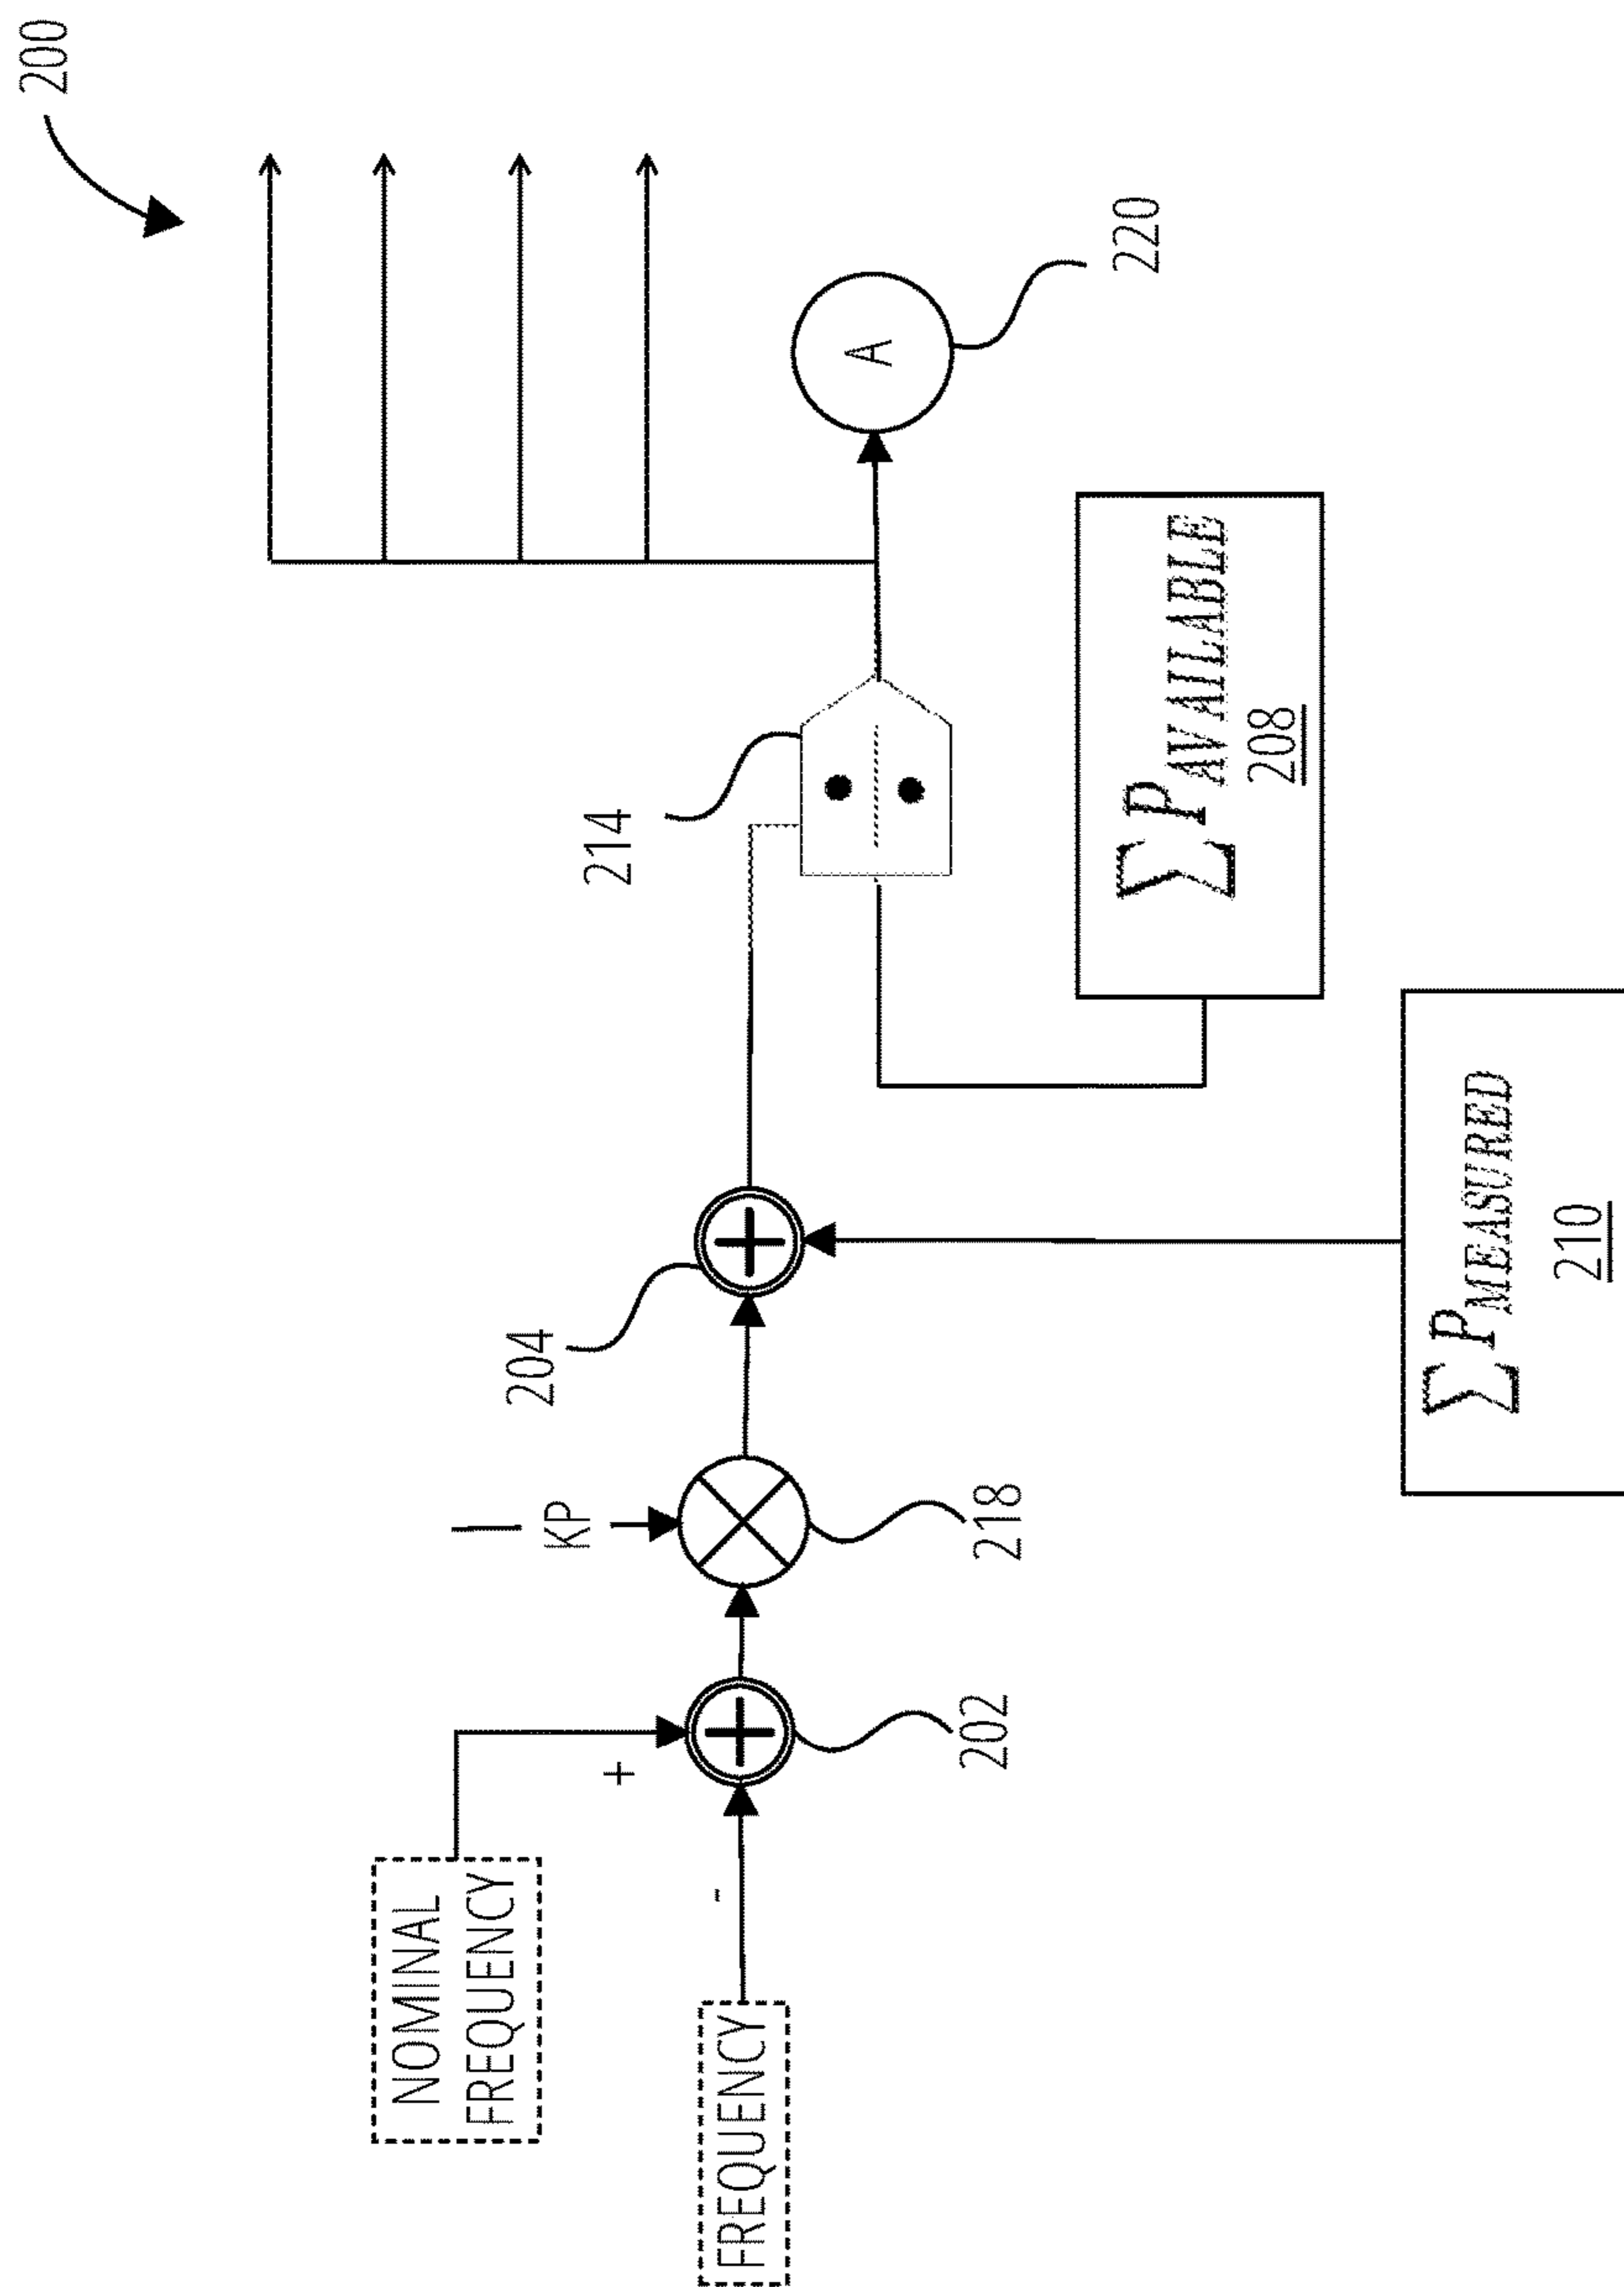 200
220
A
214
ΣP AVAILABLE
208
204
KP
218
ΣP MEASURED
210
+
202
NOMINAL
FREQUENCY
-
FREQUENCY